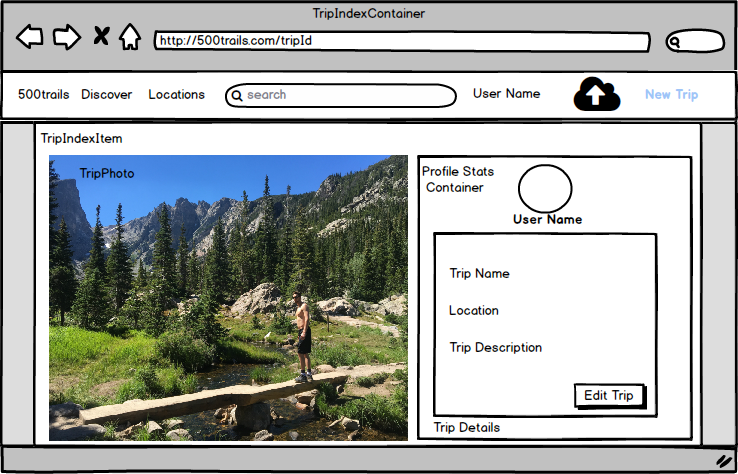 TripIndexContainer
http://500trails.com/tripId
500trails Discover Locations search User Name New Trip
TripIndexItem
TripPhoto
Profile Stats
Container
User Name
Trip Name
Location
Trip Description
Edit Trip
Trip Details